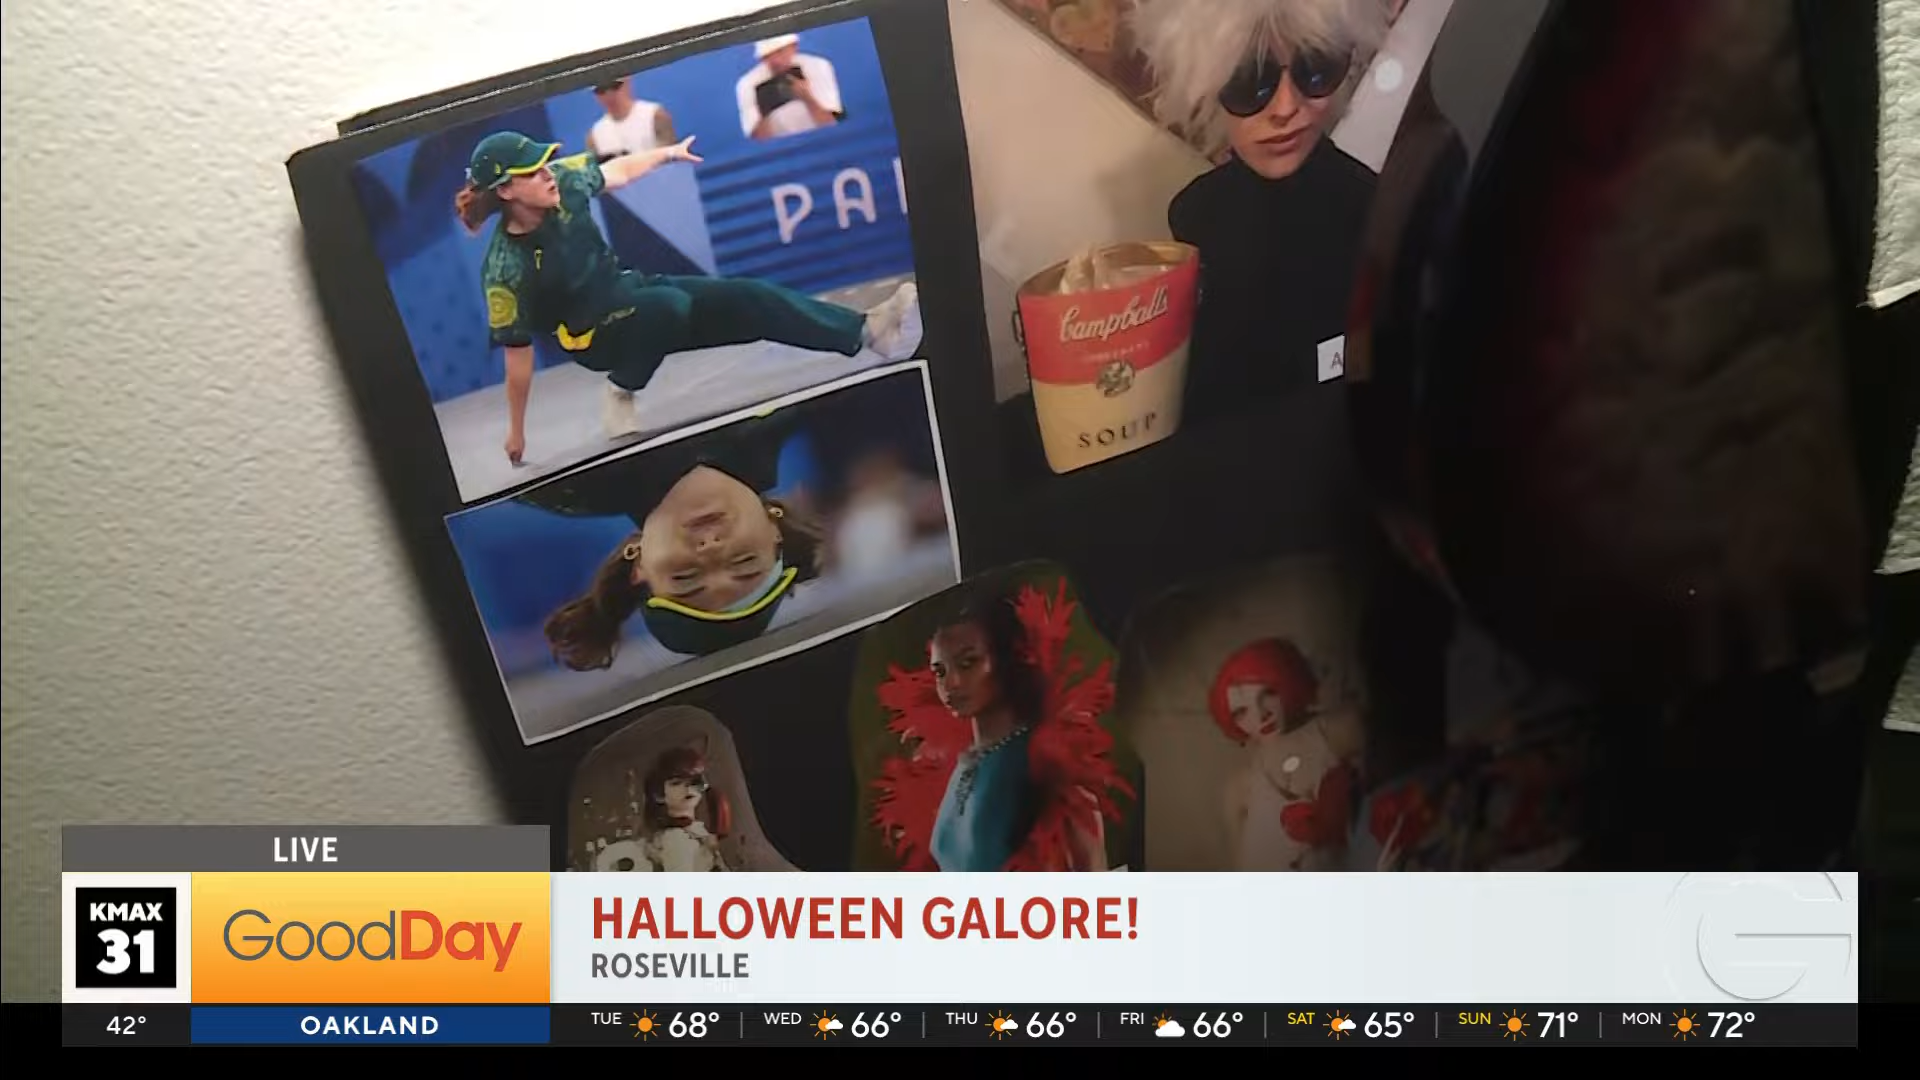 PA
Campbell's
SOUP
A
LIVE
KMAX
31
GoodDay
HALLOWEEN GALORE!
ROSEVILLE
42°
OAKLAND
TUE 68° | WED 66° | THU 66° | FRI 66° | SAT 65° | SUN 71° | MON 72°